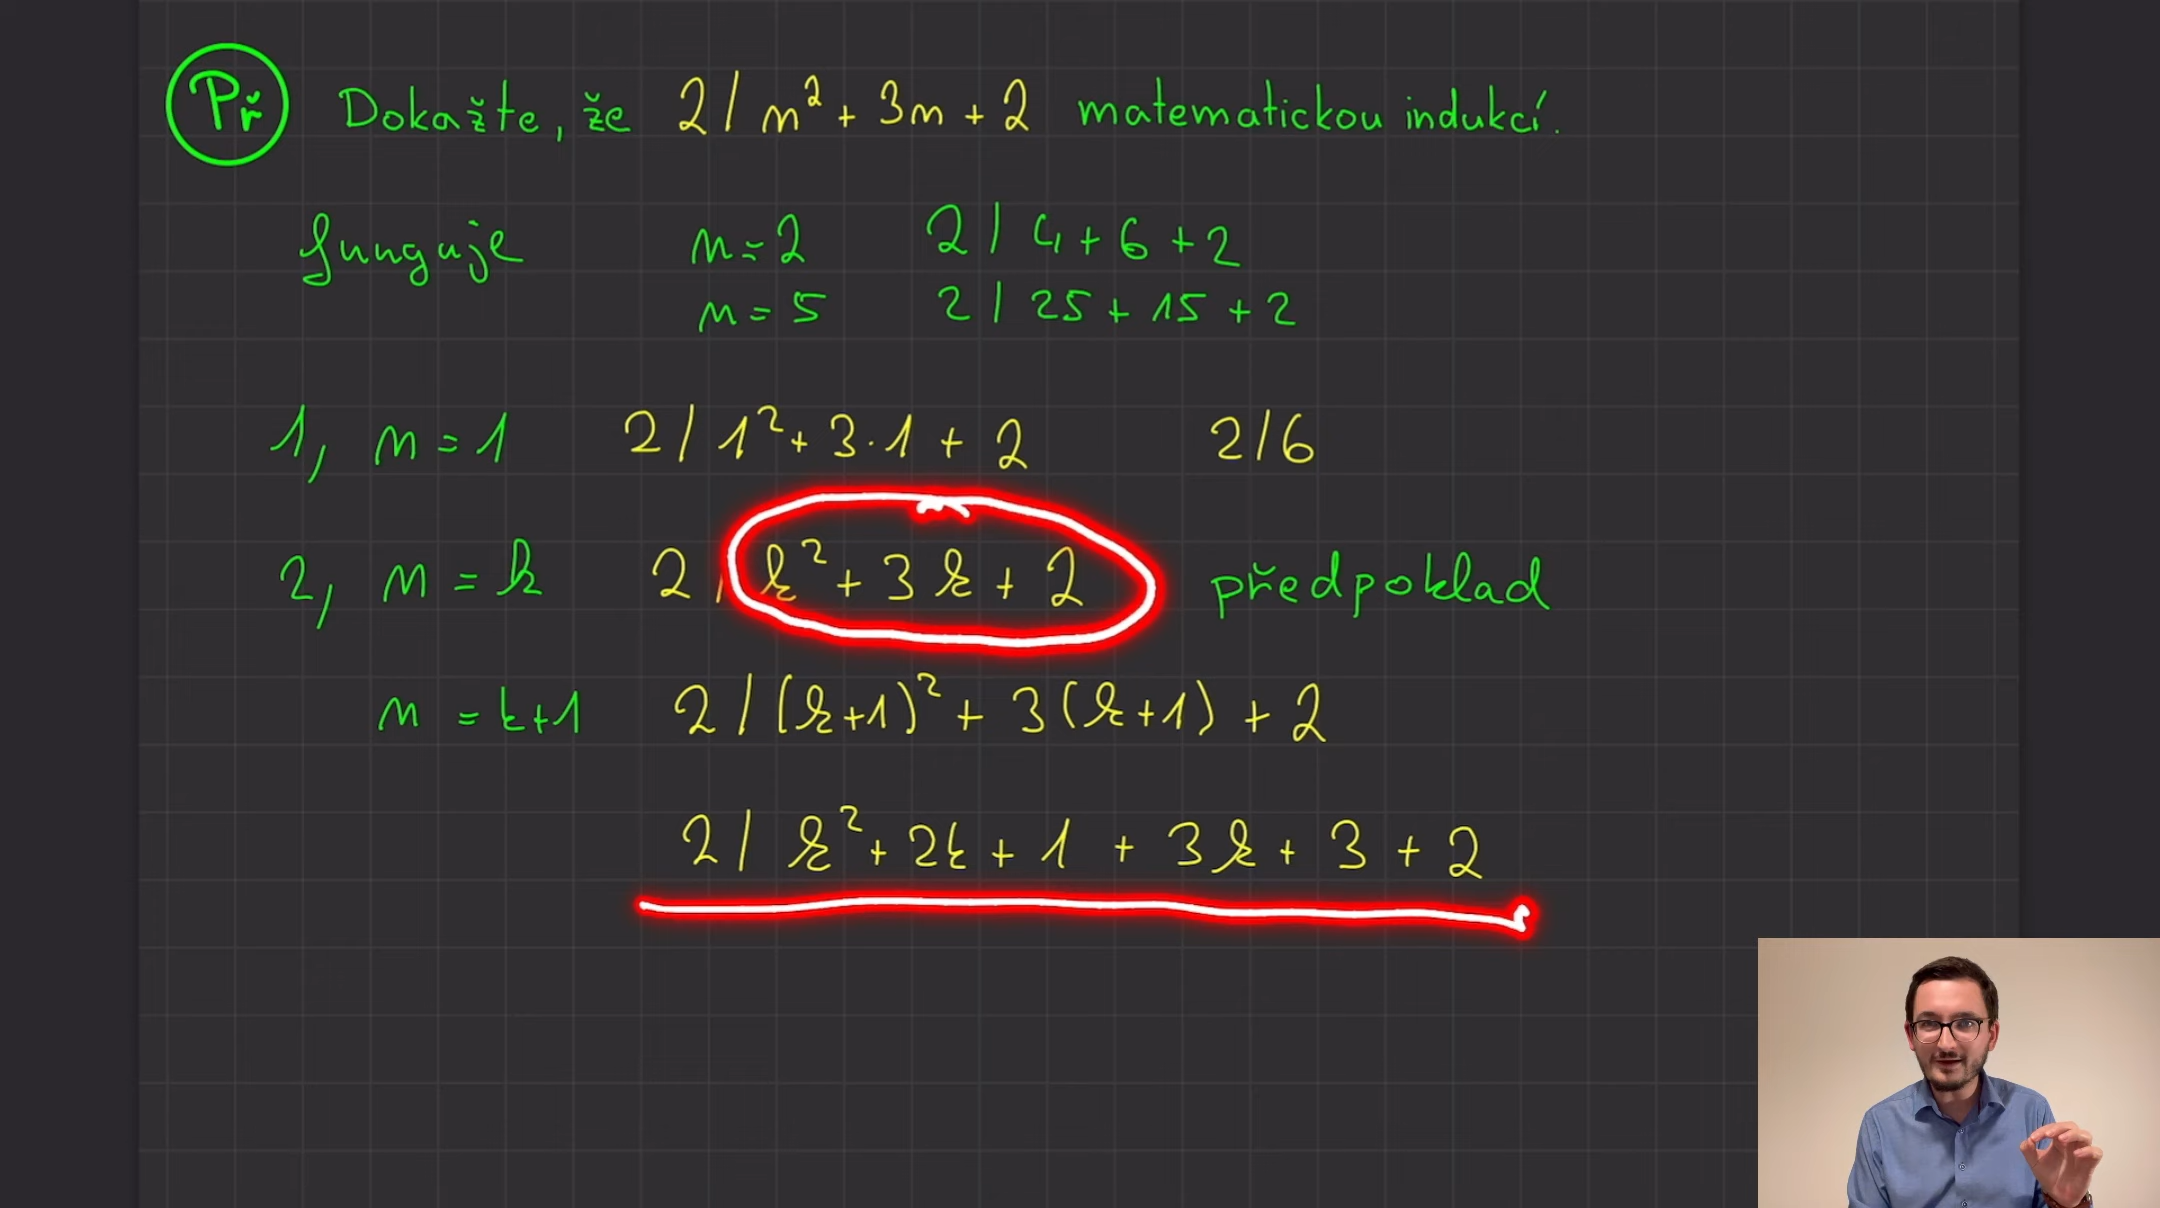 Př Dokažte, že 2 / n² + 3n + 2 matematickou indukcí.
funguje n = 2 2 | 4 + 6 + 2
n = 5 2 | 25 + 15 + 2
1, n = 1 2 / 1² + 3 · 1 + 2 2 / 6
2, n = k 2 | k² + 3k + 2 předpoklad
n = k+1 2 / (k+1)² + 3(k+1) + 2
2 / k² + 2k + 1 + 3k + 3 + 2